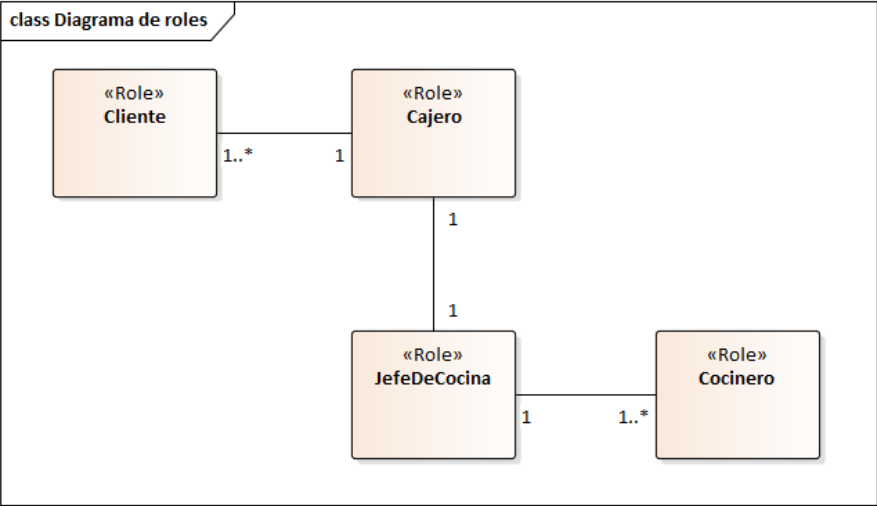 class Diagrama de roles
«Role»
Cliente
«Role»
Cajero
1..*
1
1
1
«Role»
JefeDeCocina
«Role»
Cocinero
1
1..*